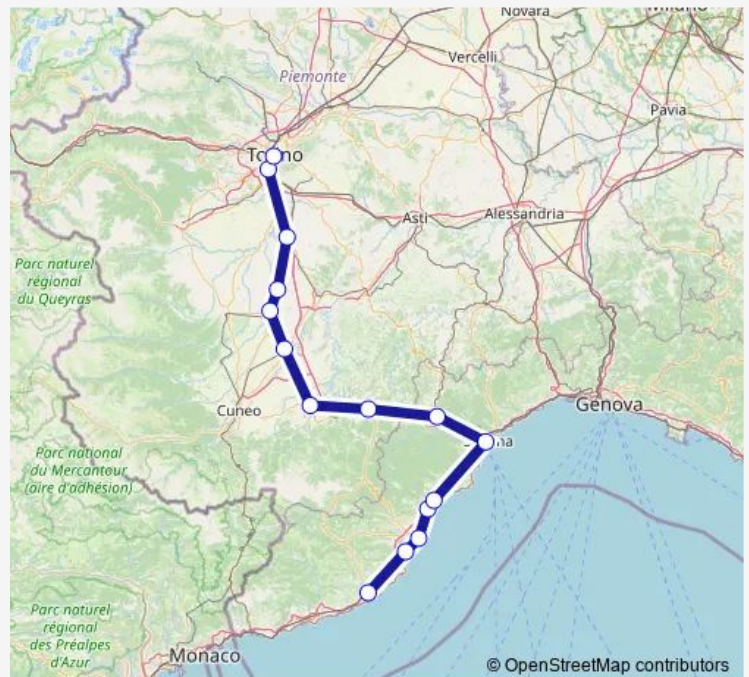 Novara
Vercelli
Piemonte
Pavia
Asti
Alessandria
Parc naturel
régional
du Queyras
Genova
Cuneo
Parc national
du Mercantour
(aire d'adhésion)
Parc naturel
régional
des Préalpes
d'Azur
Monaco
© OpenStreetMap contributors